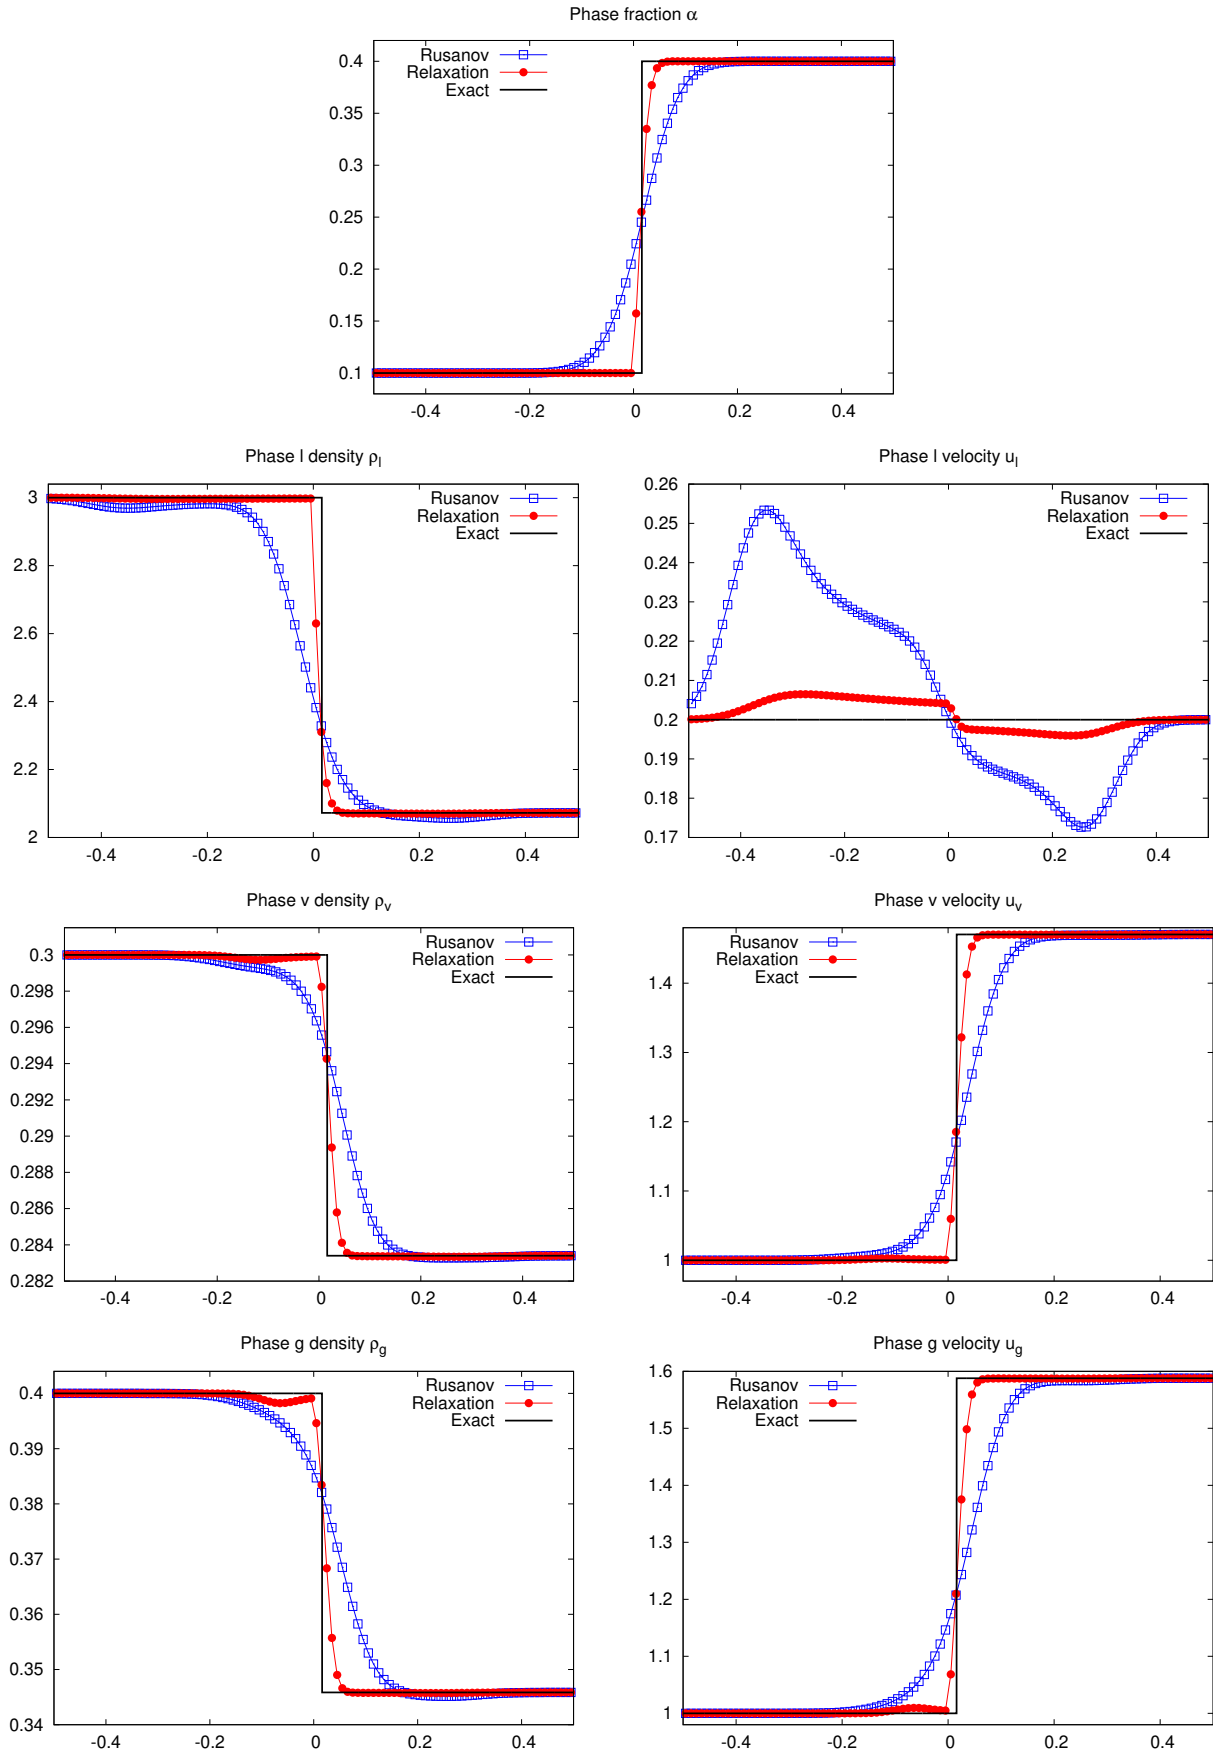 Phase fraction α
Rusanov
Relaxation
Exact
0.4
0.35
0.3
0.25
0.2
0.15
0.1
-0.4 -0.2 0 0.2 0.4
Phase l density ρl
Rusanov
Relaxation
Exact
3
2.8
2.6
2.4
2.2
2
-0.4 -0.2 0 0.2 0.4
Phase l velocity ul
Rusanov
Relaxation
Exact
0.26
0.25
0.24
0.23
0.22
0.21
0.2
0.19
0.18
0.17
-0.4 -0.2 0 0.2 0.4
Phase v density ρv
Rusanov
Relaxation
Exact
0.3
0.298
0.296
0.294
0.292
0.29
0.288
0.286
0.284
0.282
-0.4 -0.2 0 0.2 0.4
Phase v velocity uv
Rusanov
Relaxation
Exact
1.4
1.3
1.2
1.1
1
-0.4 -0.2 0 0.2 0.4
Phase g density ρg
Rusanov
Relaxation
Exact
0.4
0.39
0.38
0.37
0.36
0.35
0.34
-0.4 -0.2 0 0.2 0.4
Phase g velocity ug
Rusanov
Relaxation
Exact
1.6
1.5
1.4
1.3
1.2
1.1
1
-0.4 -0.2 0 0.2 0.4